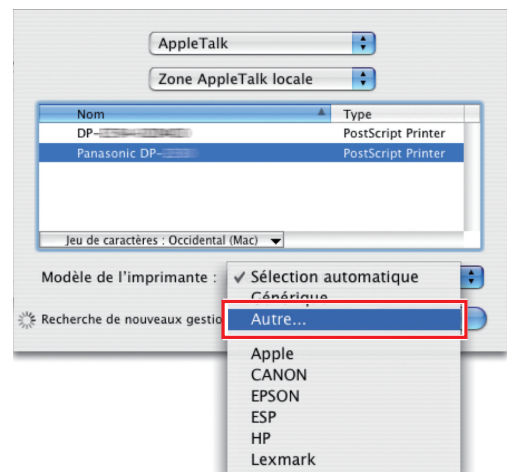 AppleTalk
Zone AppleTalk locale
Nom Type
DP- PostScript Printer
Panasonic DP- PostScript Printer
Jeu de caractères : Occidental (Mac)
Modèle de l'imprimante : ✓ Sélection automatique
Générique
Recherche de nouveaux gestio Autre...
Apple
CANON
EPSON
ESP
HP
Lexmark